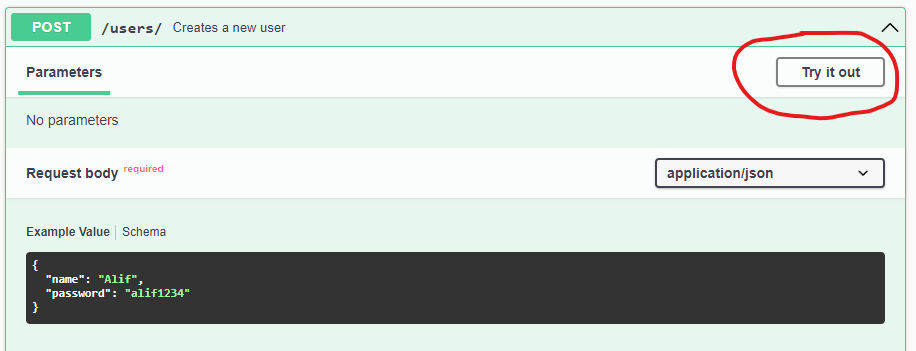 POST /users/ Creates a new user
Parameters
Try it out
No parameters
Request body required
application/json
Example Value | Schema
{
  "name": "Alif",
  "password": "alif1234"
}